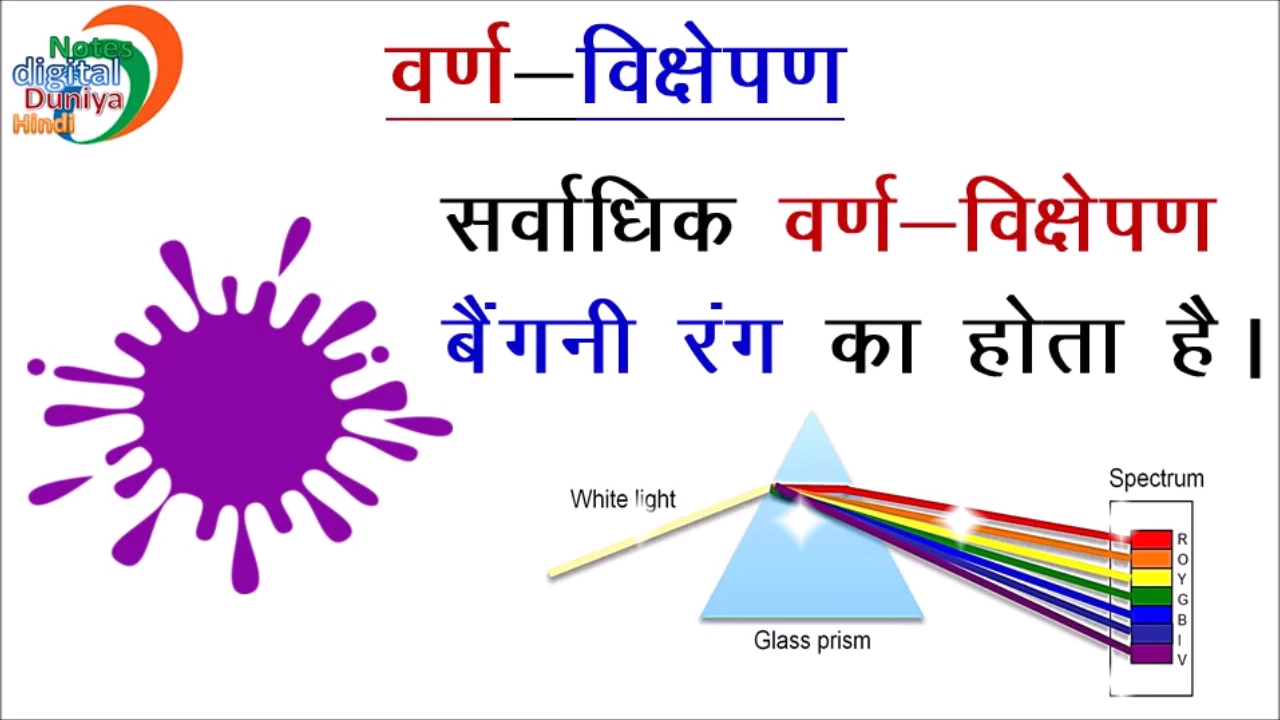 Notes
digital
Duniya
Hindi
वर्ण–विक्षेपण
सर्वाधिक वर्ण–विक्षेपण
बैंगनी रंग का होता है।
White light
Spectrum
R
O
Y
G
B
I
V
Glass prism